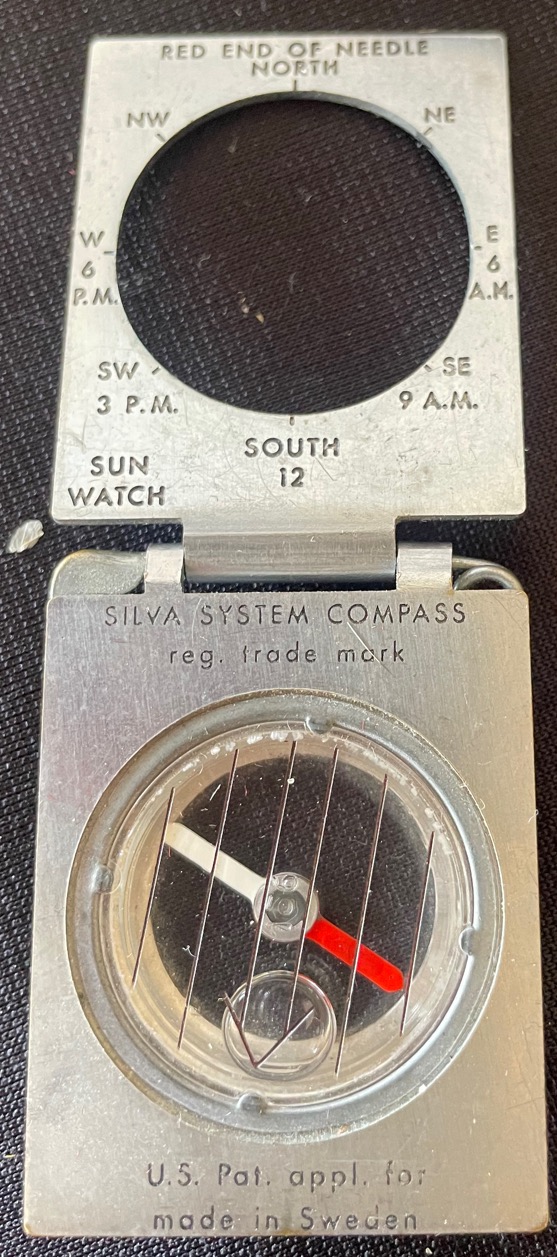 RED END OF NEEDLE
NORTH
NW NE
W E
6 6
P.M. A.M.
SW SE
3 P.M. 9 A.M.
SOUTH
12
SUN
WATCH
SILVA SYSTEM COMPASS
reg. trade mark
U.S. Pat. appl. for
made in Sweden